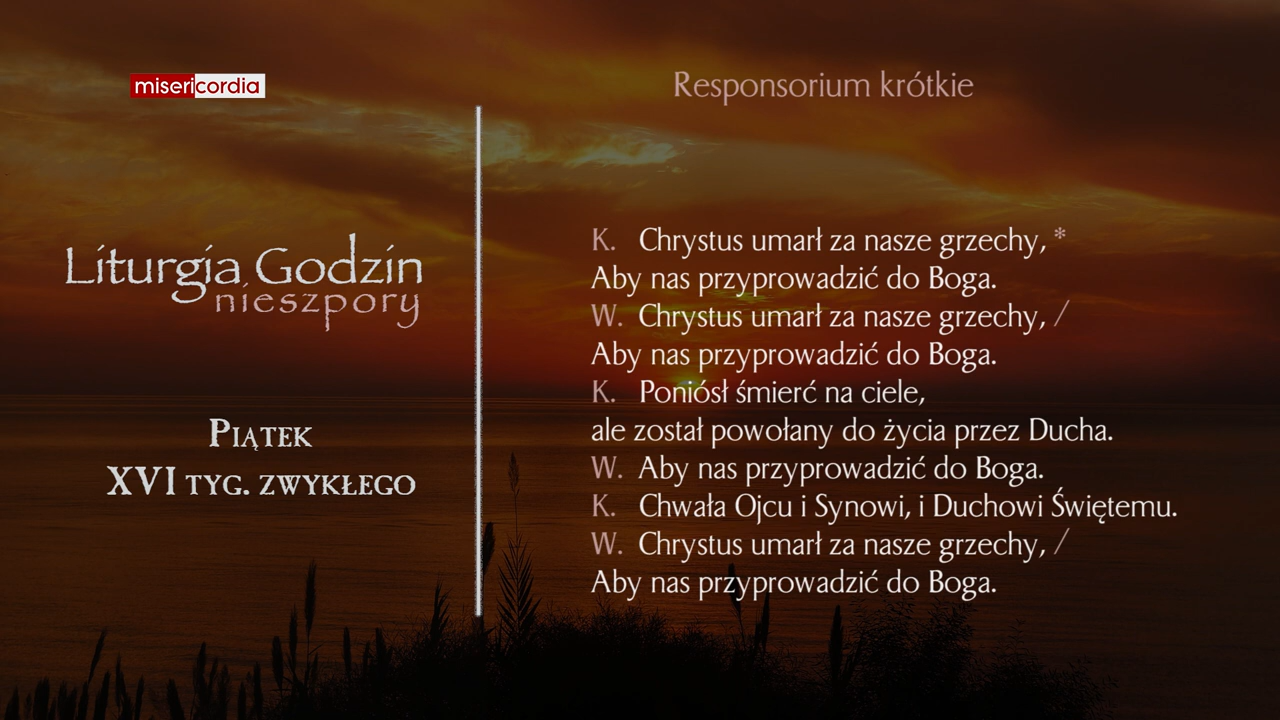 misericordia
Liturgia Godzin
nieszpory
Piątek
XVI tyg. zwykłego
Responsorium krótkie
K. Chrystus umarł za nasze grzechy, *
Aby nas przyprowadzić do Boga.
W. Chrystus umarł za nasze grzechy, /
Aby nas przyprowadzić do Boga.
K. Poniósł śmierć na ciele,
ale został powołany do życia przez Ducha.
W. Aby nas przyprowadzić do Boga.
K. Chwała Ojcu i Synowi, i Duchowi Świętemu.
W. Chrystus umarł za nasze grzechy, /
Aby nas przyprowadzić do Boga.